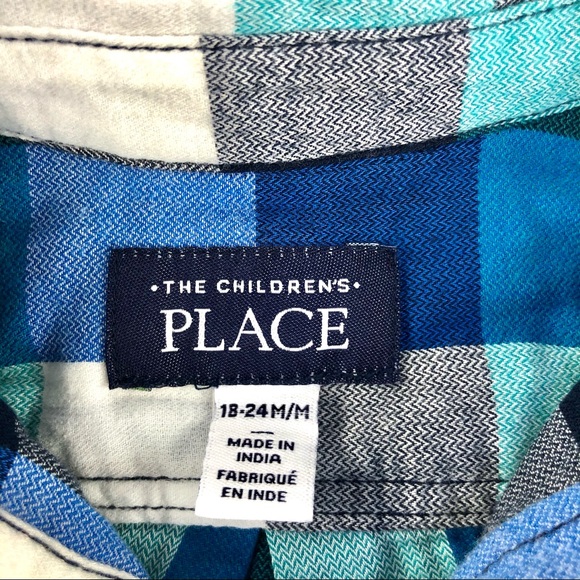 ·THE CHILDREN'S·
PLACE
18-24M/M
MADE IN
INDIA
FABRIQUÉ
EN INDE